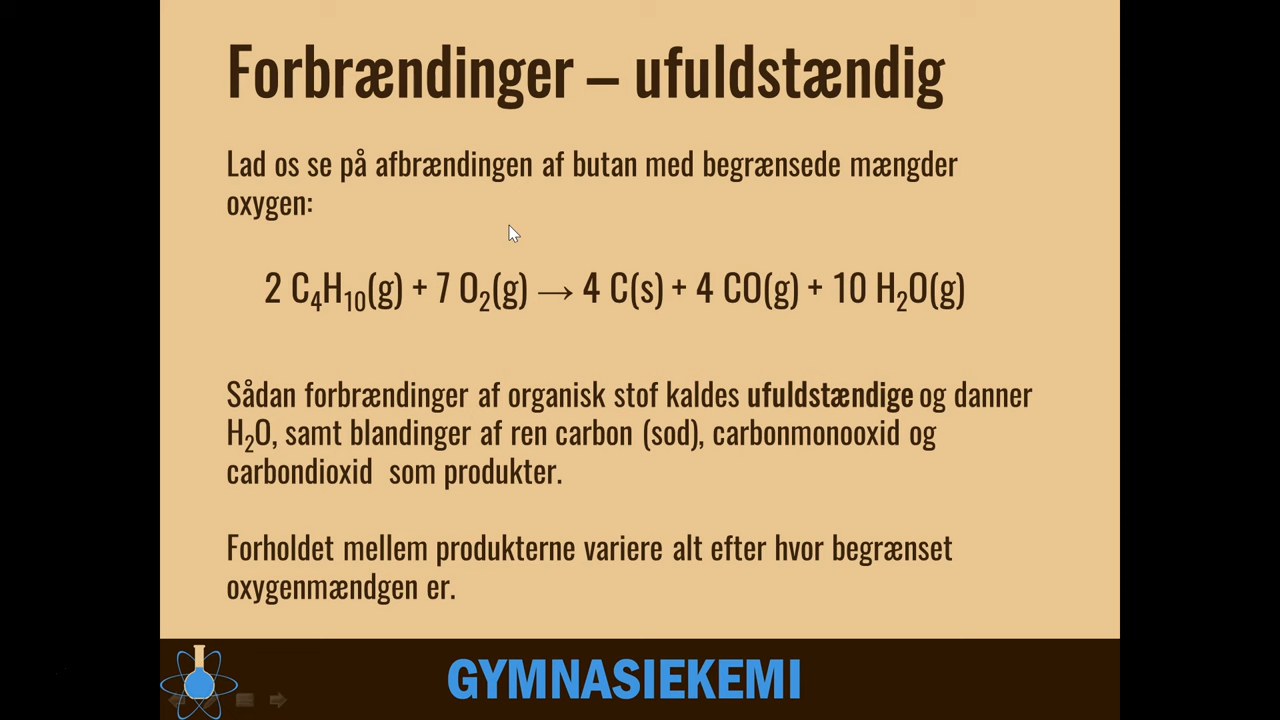 Forbrændinger – ufuldstændig
Lad os se på afbrændingen af butan med begrænsede mængder
oxygen:
2 C₄H₁₀(g) + 7 O₂(g) → 4 C(s) + 4 CO(g) + 10 H₂O(g)
Sådan forbrændinger af organisk stof kaldes ufuldstændige og danner
H₂O, samt blandinger af ren carbon (sod), carbonmonooxid og
carbondioxid som produkter.
Forholdet mellem produkterne variere alt efter hvor begrænset
oxygenmændgen er.
GYMNASIEKEMI